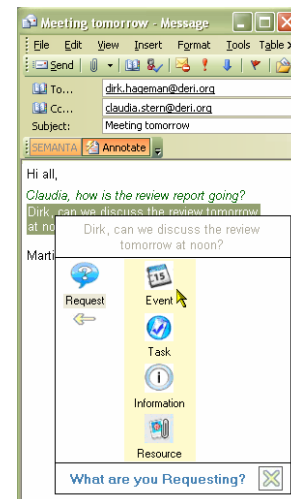 Meeting tomorrow - Message
File Edit View Insert Format Tools Table
Send
To... dirk.hageman@deri.org
Cc... claudia.stern@deri.org
Subject: Meeting tomorrow
SEMANTA Annotate
Hi all,
Claudia, how is the review report going?
Dirk, can we discuss the review tomorrow
at no
Dirk, can we discuss the review
tomorrow at noon?
Marti
Request Event
Task
Information
Resource
What are you Requesting?